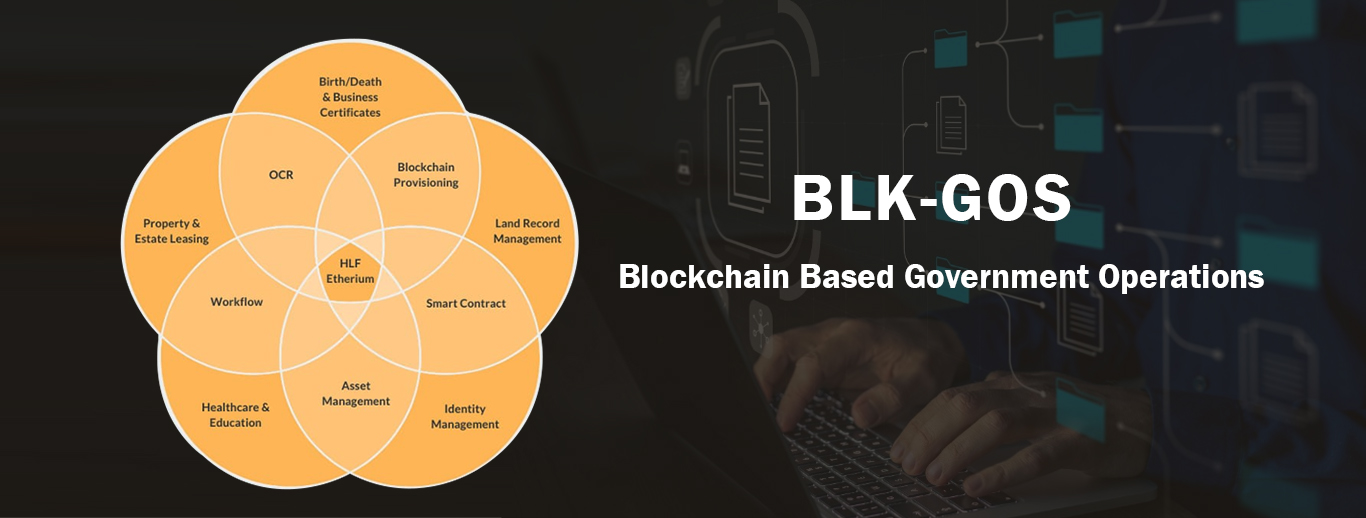 Birth/Death
& Business
Certificates
OCR
Blockchain
Provisioning
Property &
Estate Leasing
Land Record
Management
HLF
Etherium
Workflow
Smart Contract
Asset
Management
Healthcare &
Education
Identity
Management
BLK-GOS
Blockchain Based Government Operations